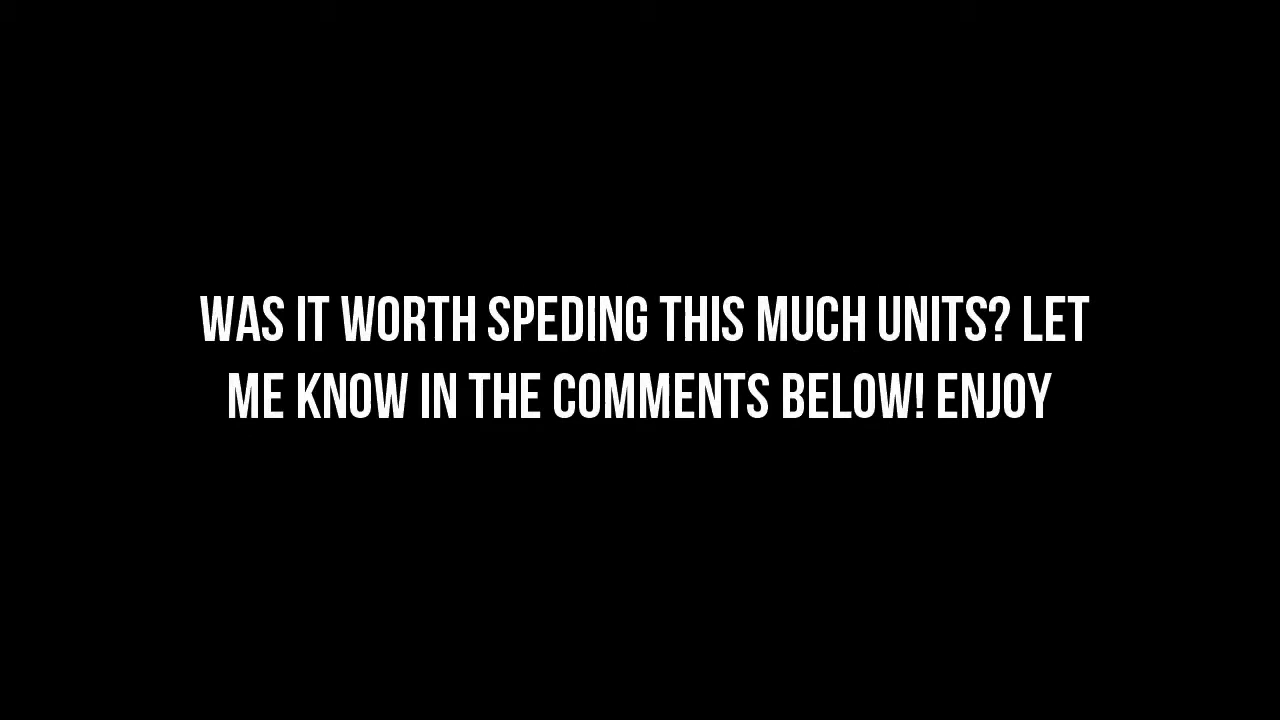 WAS IT WORTH SPEDING THIS MUCH UNITS? LET
ME KNOW IN THE COMMENTS BELOW! ENJOY